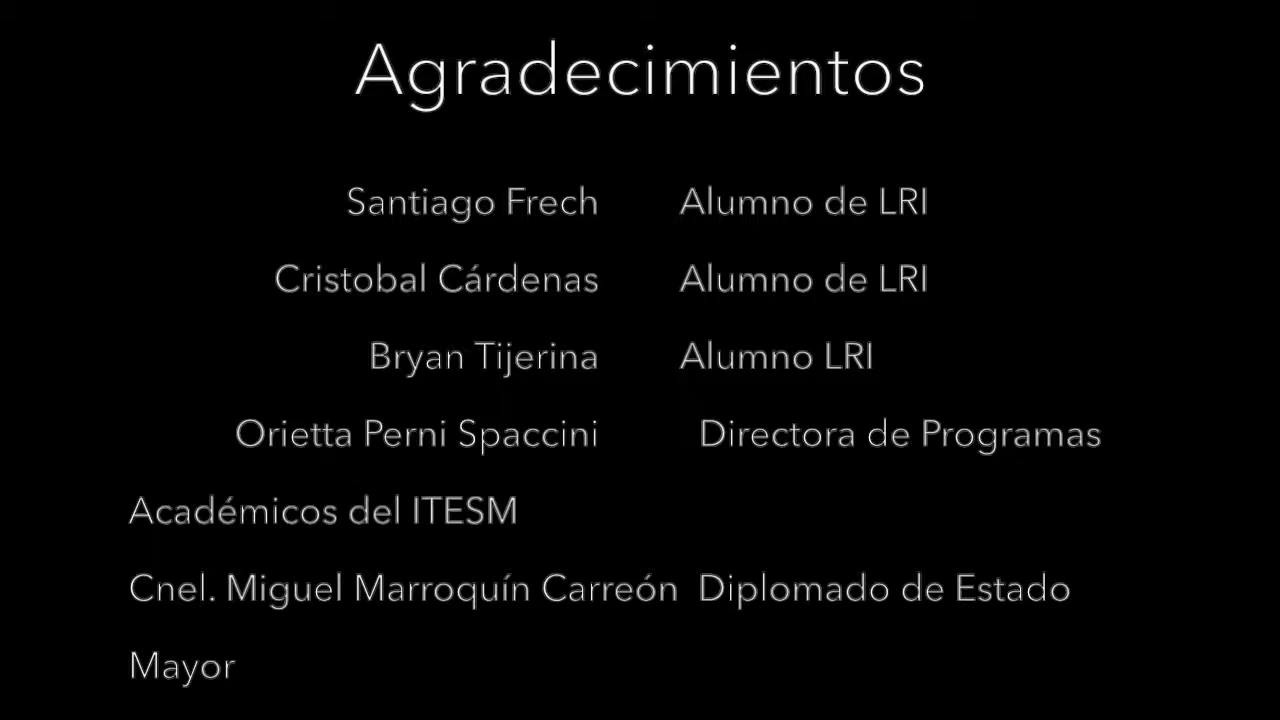 Agradecimientos
Santiago Frech Alumno de LRI
Cristobal Cárdenas Alumno de LRI
Bryan Tijerina Alumno LRI
Orietta Perni Spaccini Directora de Programas
Académicos del ITESM
Cnel. Miguel Marroquín Carreón Diplomado de Estado
Mayor